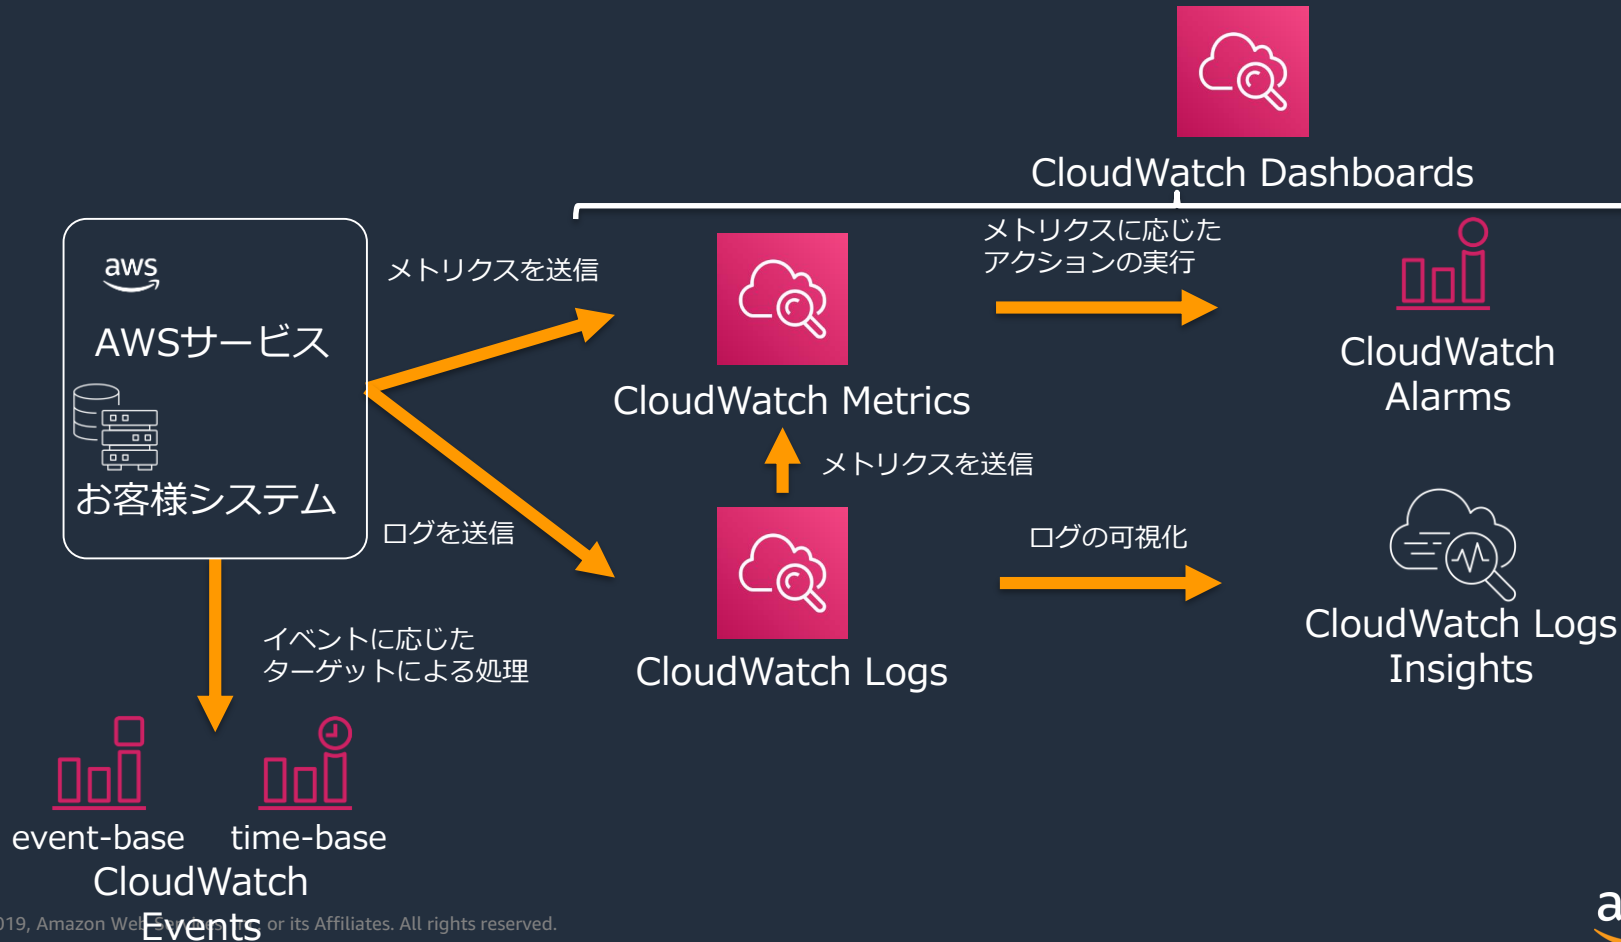 CloudWatch Dashboards
aws
AWSサービス
お客様システム
メトリクスを送信
ログを送信
CloudWatch Metrics
メトリクスに応じた
アクションの実行
CloudWatch
Alarms
メトリクスを送信
CloudWatch Logs
ログの可視化
CloudWatch Logs
Insights
イベントに応じた
ターゲットによる処理
event-base
time-base
CloudWatch
Events
019, Amazon Web Services, Inc. or its Affiliates. All rights reserved.
a